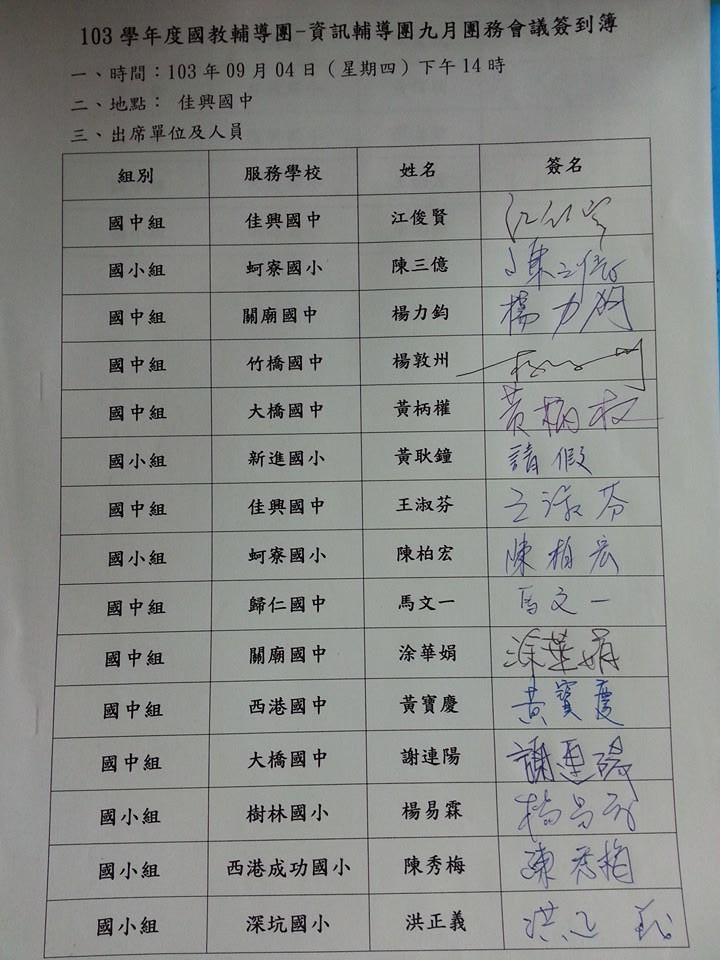 103 學年度國教輔導團-資訊輔導團九月團務會議簽到簿
一、時間：103 年 09 月 04 日（星期四）下午 14 時
二、地點： 佳興國中
三、出席單位及人員
組別 服務學校 姓名 簽名
國中組 佳興國中 江俊賢
國小組 蚵寮國小 陳三億 陳三億
國中組 關廟國中 楊力鈞 楊力鈞
國中組 竹橋國中 楊敦州
國中組 大橋國中 黃柄權 黃柄权
國小組 新進國小 黃耿鐘 請假
國中組 佳興國中 王淑芬 王淑芬
國小組 蚵寮國小 陳柏宏 陳柏宏
國中組 歸仁國中 馬文一 馬文一
國中組 關廟國中 涂華娟 涂華娟
國中組 西港國中 黃寶慶 黃寶慶
國中組 大橋國中 謝連陽 謝連陽
國小組 樹林國小 楊易霖 楊易霖
國小組 西港成功國小 陳秀梅 陳秀梅
國小組 深坑國小 洪正義 洪正義